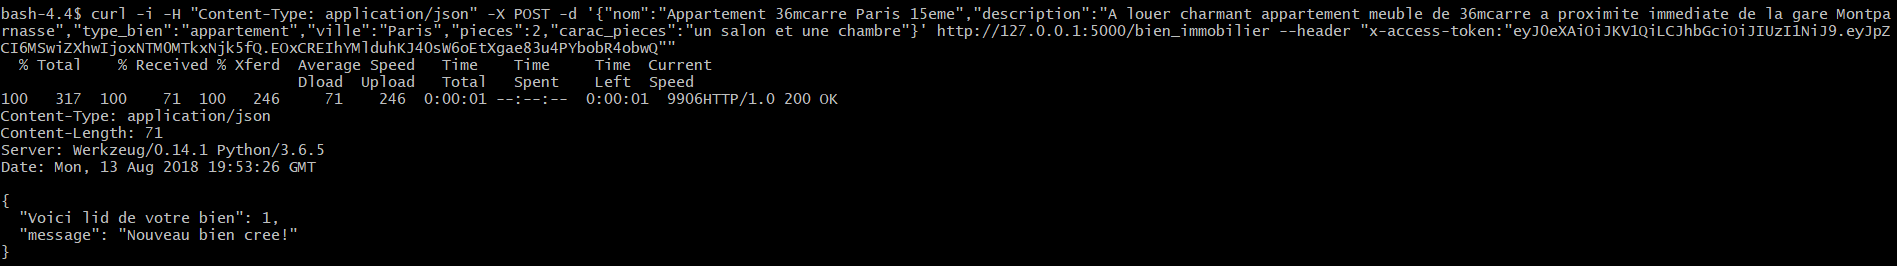 bash-4.4$ curl -i -H "Content-Type: application/json" -X POST -d '{"nom":"Appartement 36mcarre Paris 15eme","description":"A louer charmant appartement meuble de 36mcarre a proximite immediate de la gare Montpa
rnasse","type_bien":"appartement","ville":"Paris","pieces":2,"carac_pieces":"un salon et une chambre"}' http://127.0.0.1:5000/bien_immobilier --header "x-access-token:"eyJ0eXAiOiJKV1QiLCJhbGciOiJIUzI1NiJ9.eyJpZ
CI6MSwiZXhwIjoxNTM0MTkxNjk5fQ.EOxCREIhYMlduhKJ4OsW6oEtXgae83u4PYbobR4obwQ""
% Total % Received % Xferd Average Speed Time Time Time Current
Dload Upload Total Spent Left Speed
100 317 100 71 100 246 71 246 0:00:01 --:--:-- 0:00:01 9906HTTP/1.0 200 OK
Content-Type: application/json
Content-Length: 71
Server: Werkzeug/0.14.1 Python/3.6.5
Date: Mon, 13 Aug 2018 19:53:26 GMT

{
"Voici lid de votre bien": 1,
"message": "Nouveau bien cree!"
}